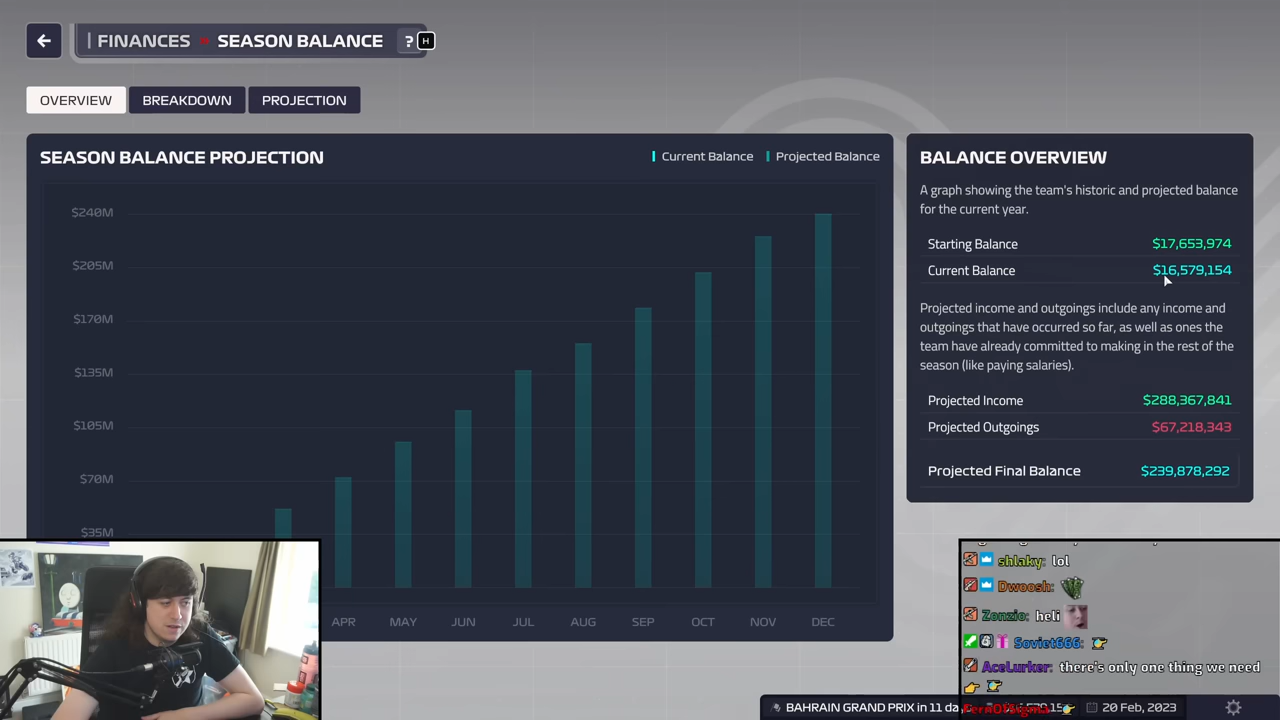 FINANCES • SEASON BALANCE ? H
OVERVIEW BREAKDOWN PROJECTION
SEASON BALANCE PROJECTION
Current Balance Projected Balance
$240M
$205M
$170M
$135M
$105M
$70M
$35M
APR MAY JUN JUL AUG SEP OCT NOV DEC
BALANCE OVERVIEW
A graph showing the team's historic and projected balance
for the current year.
Starting Balance $17,653,974
Current Balance $16,579,154
Projected income and outgoings include any income and
outgoings that have occurred so far, as well as ones the
team have already committed to making in the rest of the
season (like paying salaries).
Projected Income $288,367,841
Projected Outgoings $67,218,343
Projected Final Balance $239,878,292
shlaky: lol
Dwoosh:
Zonzio: heli
Soviet666:
AceLurker: there's only one thing we need
BAHRAIN GRAND PRIX in 11 da
20 Feb, 2023